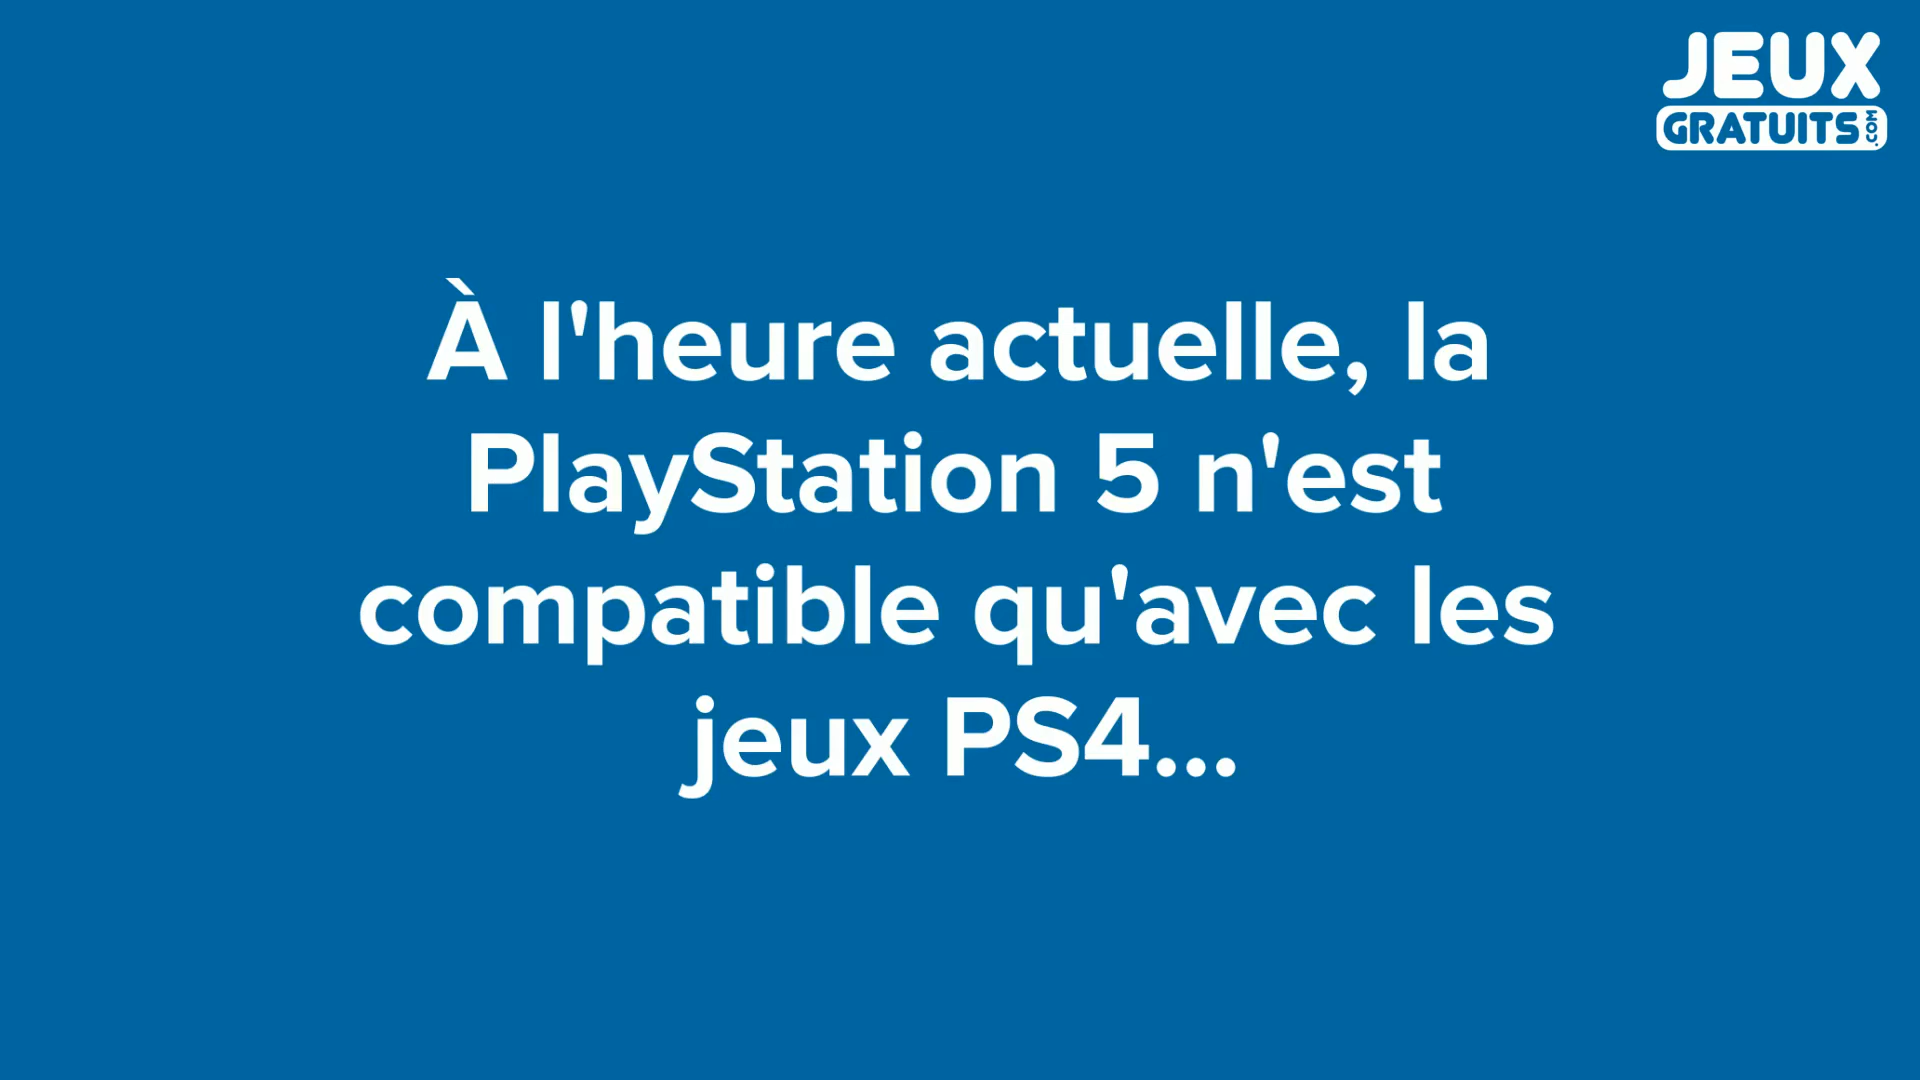 JEUX
GRATUITS.COM
À l'heure actuelle, la
PlayStation 5 n'est
compatible qu'avec les
jeux PS4...